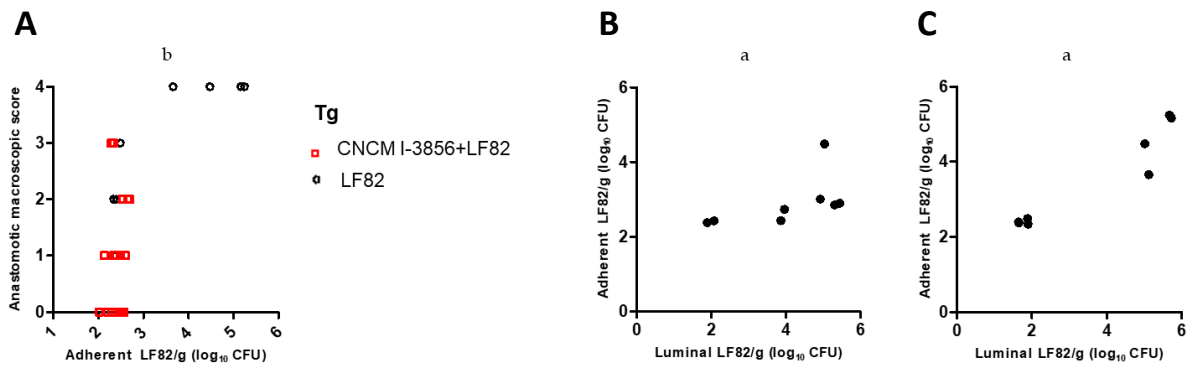 A
b
Anastomotic macroscopic score
4
3
2
1
0
1
2
3
4
5
6
Adherent LF82/g (log₁₀ CFU)
Tg
CNCM I-3856+LF82
LF82
B
a
Adherent LF82/g (log₁₀ CFU)
6
4
2
0
0
2
4
6
Luminal LF82/g (log₁₀ CFU)
C
a
Adherent LF82/g (log₁₀ CFU)
6
4
2
0
0
2
4
6
Luminal LF82/g (log₁₀ CFU)